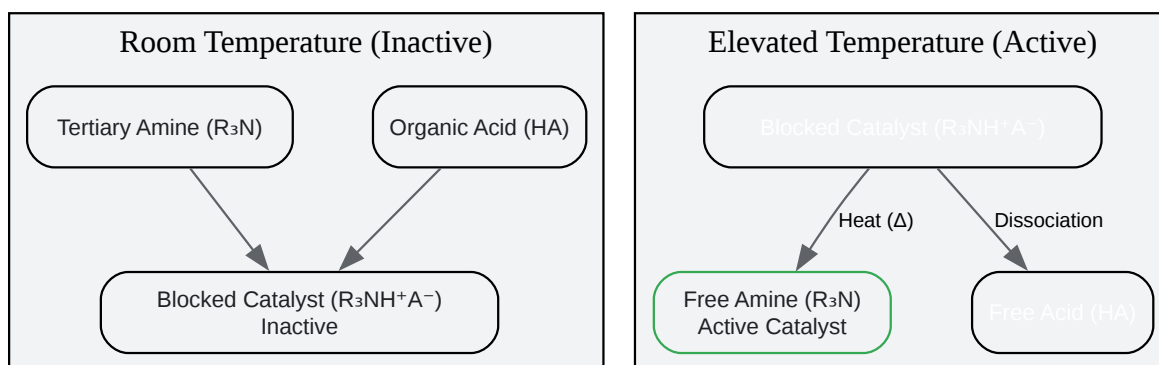 Room Temperature (Inactive)
Tertiary Amine (R₃N)
Organic Acid (HA)
Blocked Catalyst (R₃NH⁺A⁻)
Inactive
Elevated Temperature (Active)
Blocked Catalyst (R₃NH⁺A⁻)
Heat (Δ)
Dissociation
Free Amine (R₃N)
Active Catalyst
Free Acid (HA)